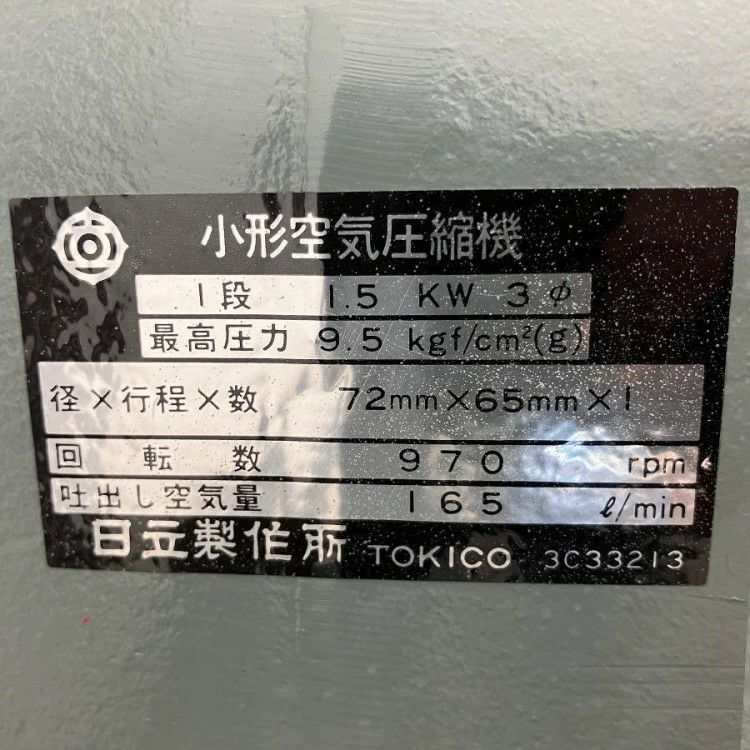 小形空気圧縮機
1段 1.5 KW 3φ
最高圧力 9.5 kgf/cm²(g)
径×行程×数 72mm×65mm×1
回転数 970 rpm
吐出し空気量 165 ℓ/min
日立製作所 TOKICO 3C33213